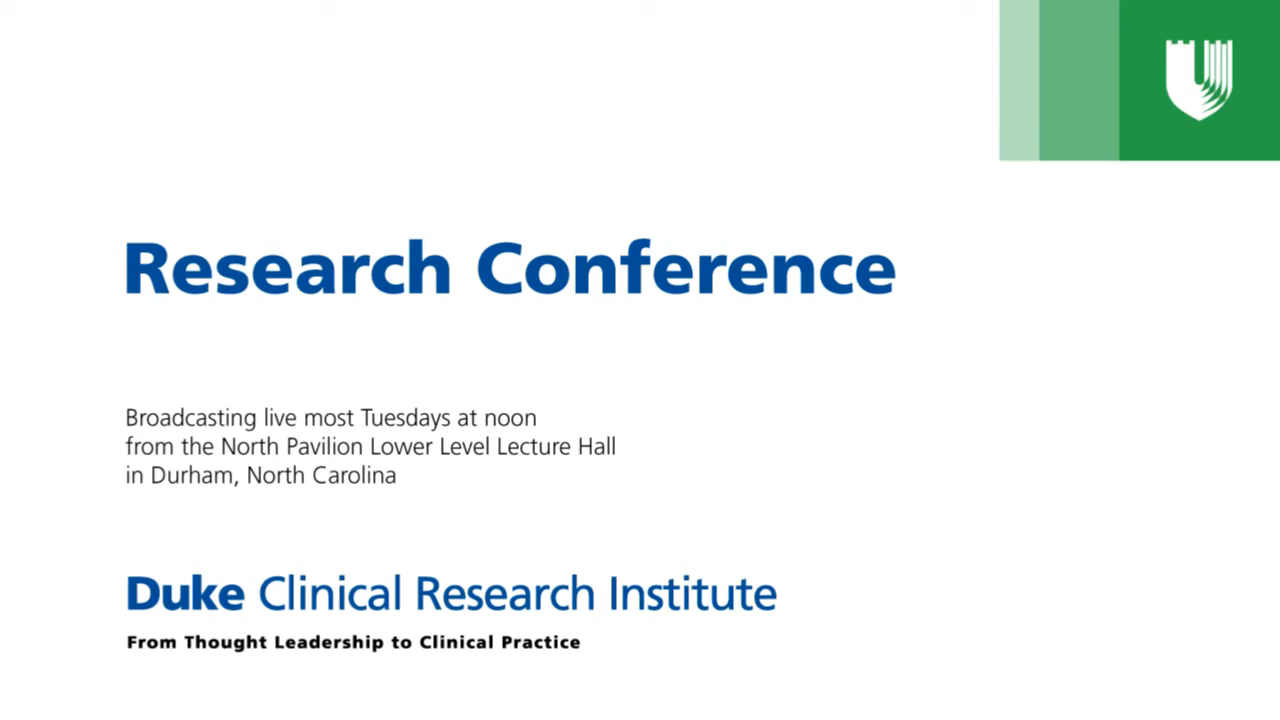 Research Conference
Broadcasting live most Tuesdays at noon
from the North Pavilion Lower Level Lecture Hall
in Durham, North Carolina
Duke Clinical Research Institute
From Thought Leadership to Clinical Practice